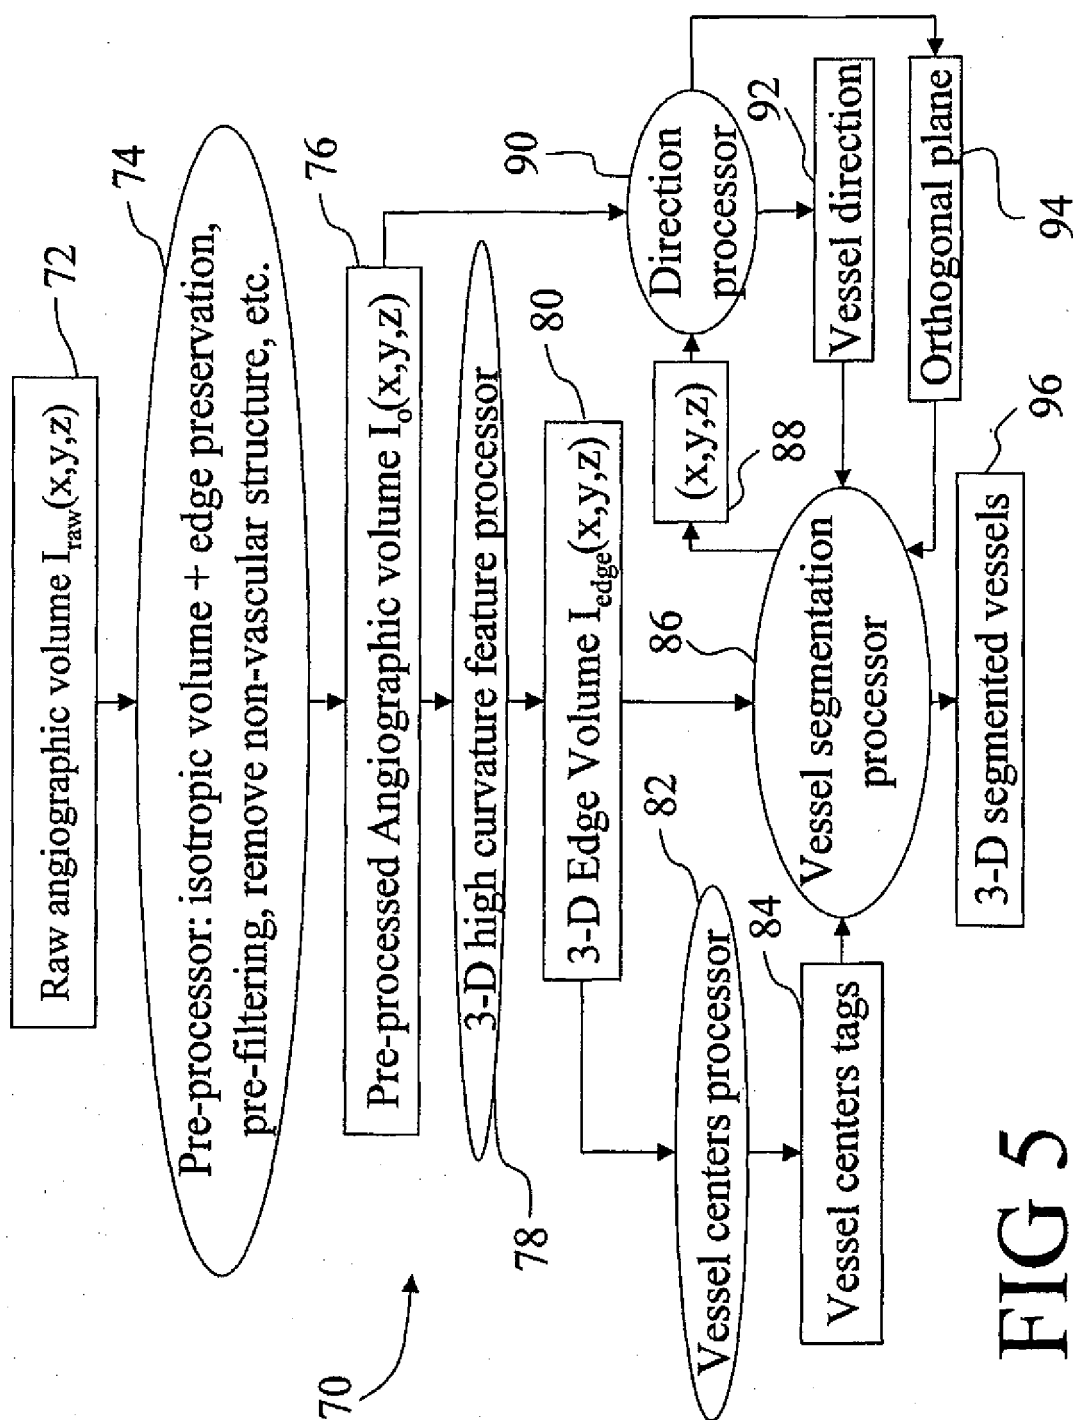 Raw angiographic volume I_raw(x,y,z)
72
74
Pre-processor: isotropic volume + edge preservation,
pre-filtering, remove non-vascular structure, etc.
76
Pre-processed Angiographic volume I_o(x,y,z)
3-D high curvature feature processor
78
80
3-D Edge Volume I_edge(x,y,z)
90
Direction
processor
(x,y,z)
88
82
Vessel centers processor
86
92
Vessel direction
84
Vessel centers tags
Vessel segmentation
processor
Orthogonal plane
94
96
3-D segmented vessels
70
FIG 5